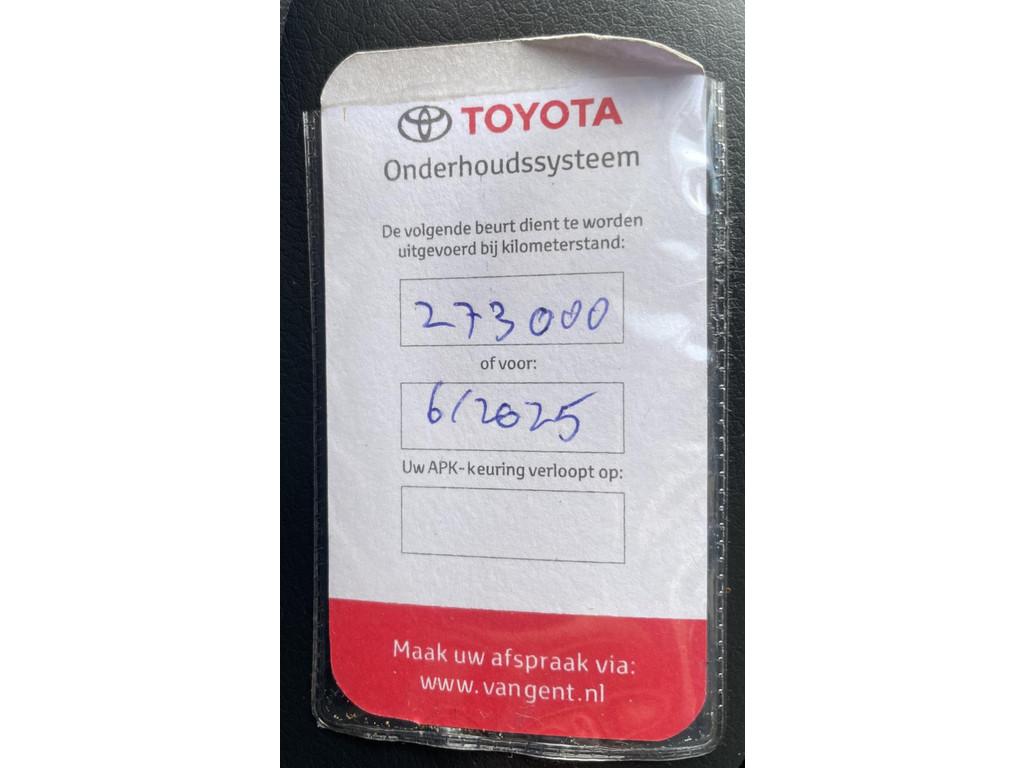 TOYOTA
Onderhoudssysteem
De volgende beurt dient te worden
uitgevoerd bij kilometerstand:
273000
of voor:
6/2025
Uw APK-keuring verloopt op:
Maak uw afspraak via:
www.vangent.nl